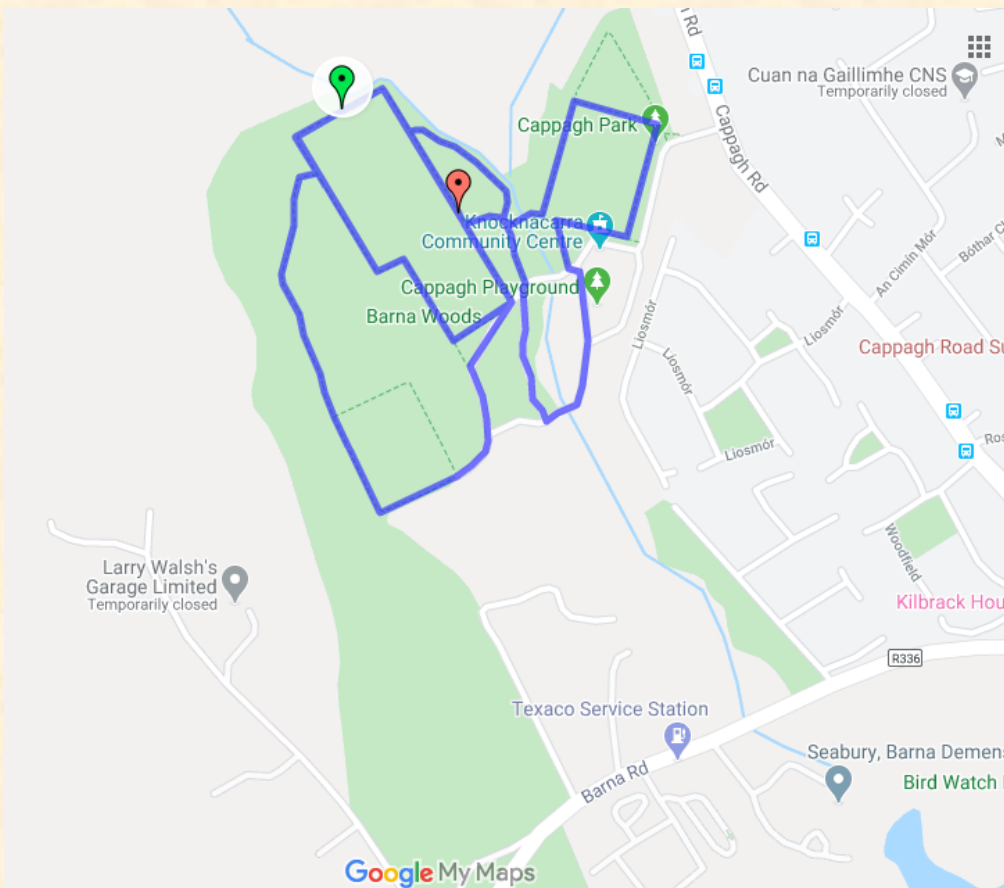 Rd
Cuan na Gaillimhe CNS
Temporarily closed
Cappagh Park
Cappagh Rd
Knocknacarra
Community Centre
An Cimín Mór
Bóthar
Cappagh Playground
Barna Woods
Liosmór
Liosmór
Liosmór
Cappagh Road
Liosmór
Woodfield
Larry Walsh's
Garage Limited
Temporarily closed
Kilbrack
R336
Texaco Service Station
Seabury, Barna
Barna Rd
Bird Watch
Google My Maps